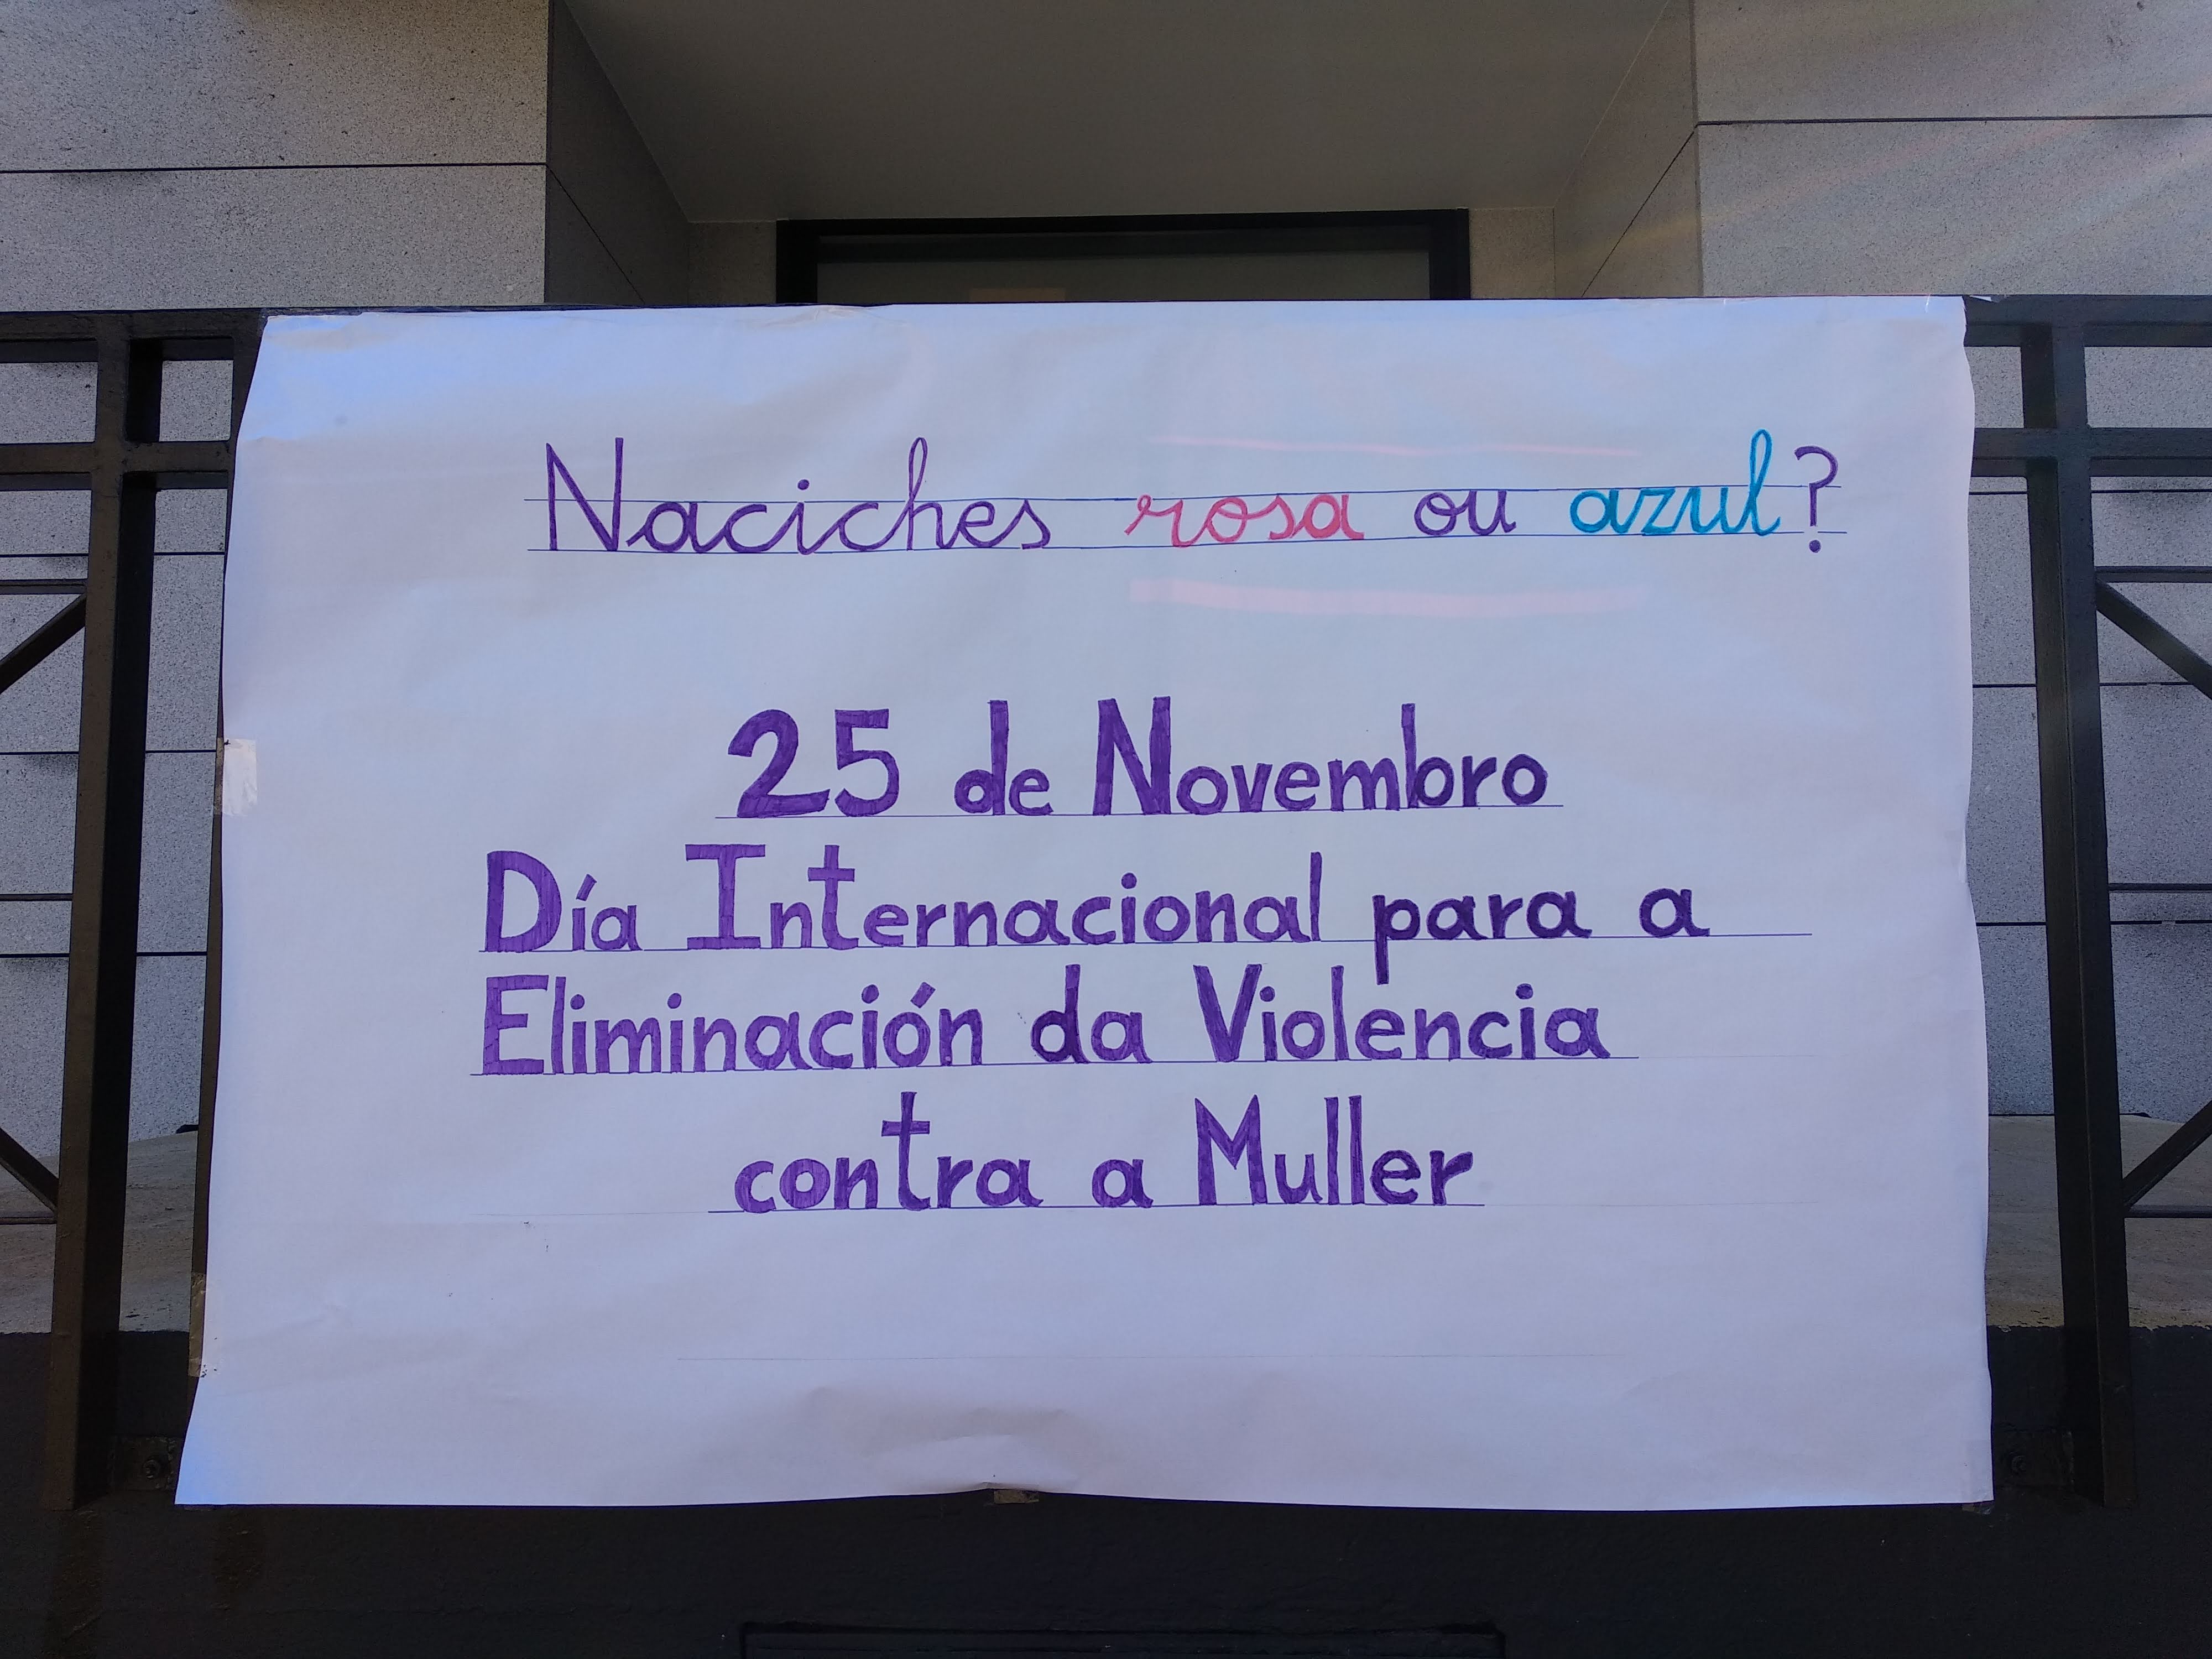 Naciches rosa ou azul?
25 de Novembro
Día Internacional para a
Eliminación da Violencia
contra a Muller